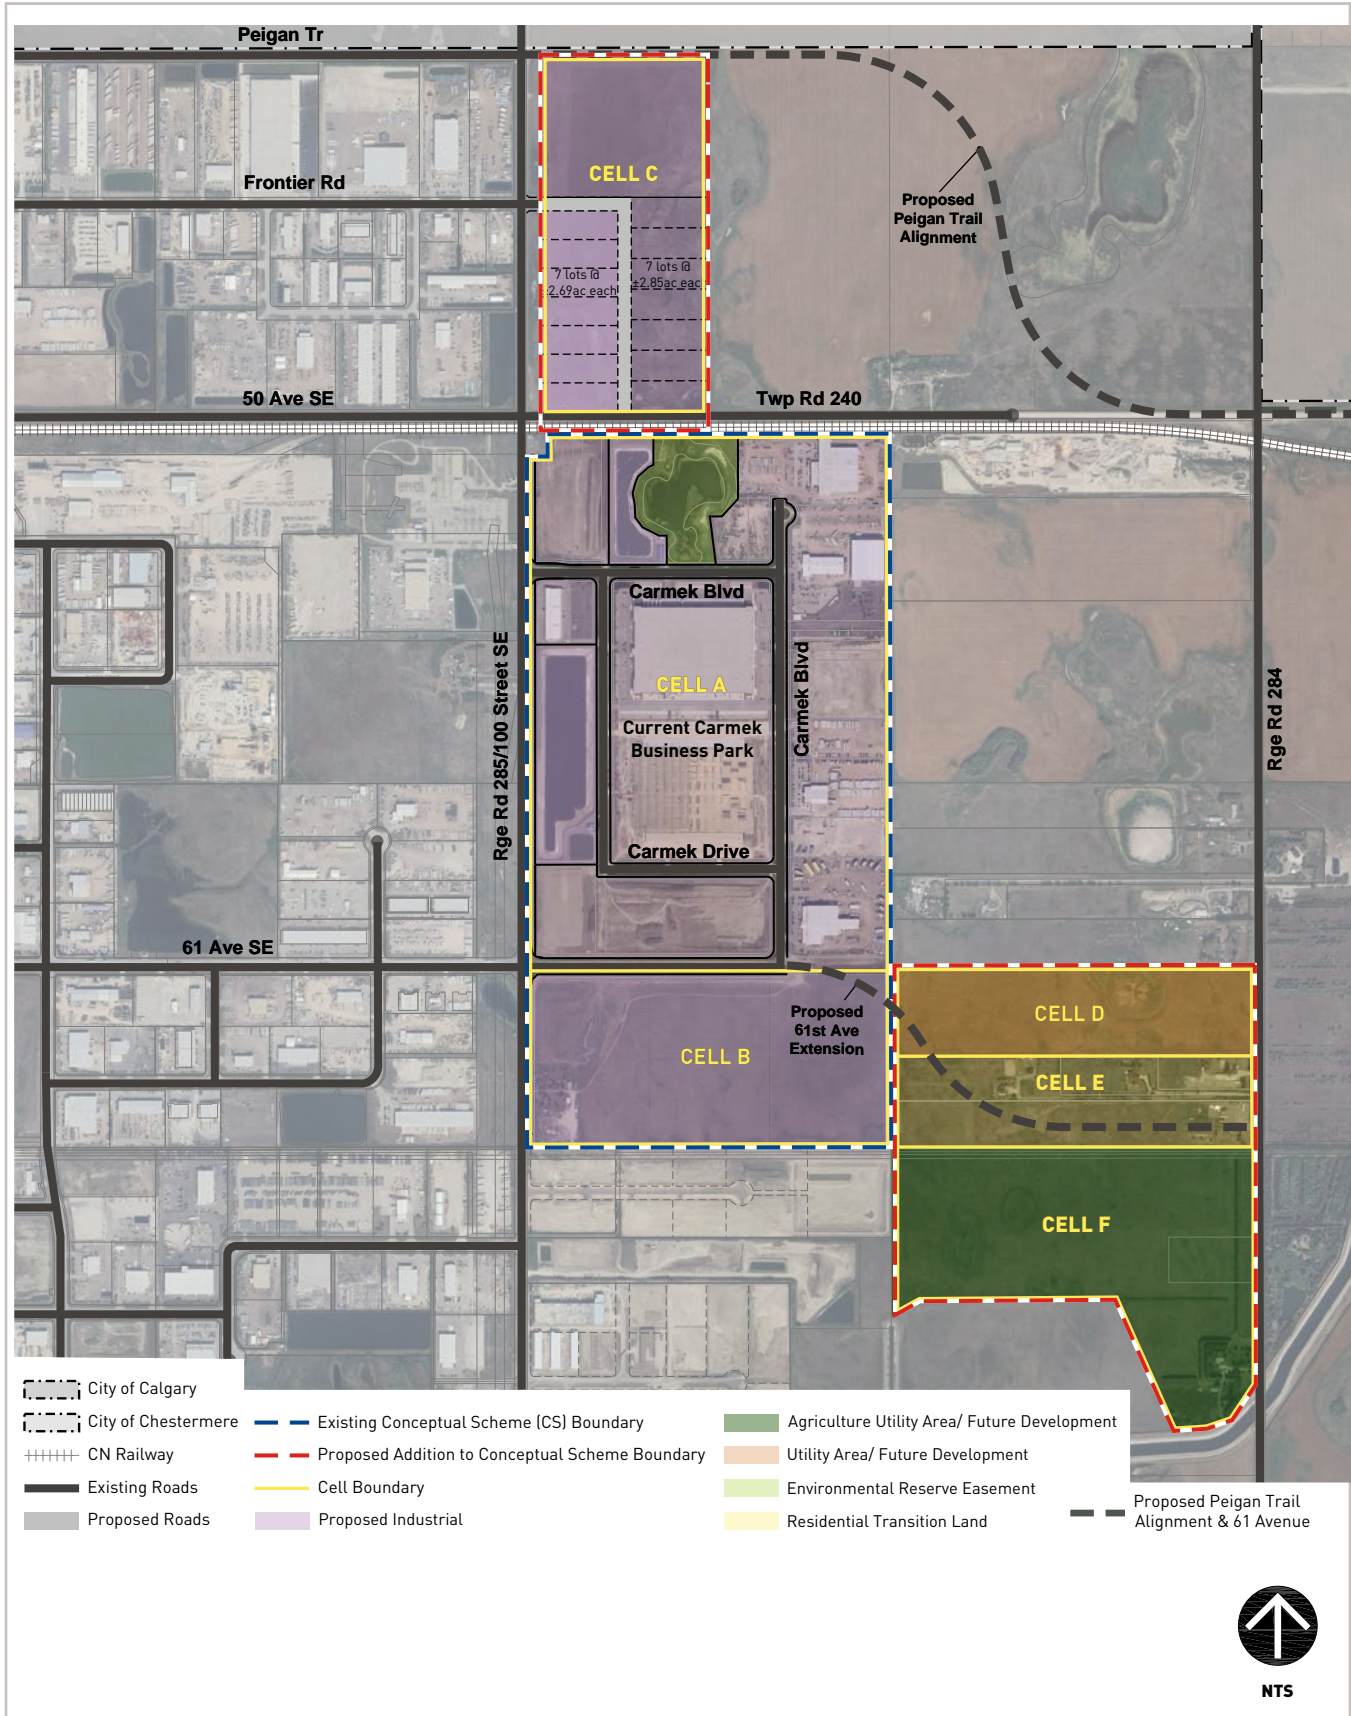 Peigan Tr
CELL C
Frontier Rd
Proposed
Peigan Trail
Alignment
7 lots @
±2.69ac each
7 lots @
±2.85ac each
50 Ave SE
Twp Rd 240
Carmek Blvd
Rge Rd 285/100 Street SE
CELL A
Current Carmek
Business Park
Carmek Blvd
Rge Rd 284
Carmek Drive
61 Ave SE
Proposed
61st Ave
Extension
CELL B
CELL D
CELL E
CELL F
City of Calgary
City of Chestermere
CN Railway
Existing Roads
Proposed Roads
Existing Conceptual Scheme (CS) Boundary
Proposed Addition to Conceptual Scheme Boundary
Cell Boundary
Proposed Industrial
Agriculture Utility Area/ Future Development
Utility Area/ Future Development
Environmental Reserve Easement
Residential Transition Land
Proposed Peigan Trail
Alignment & 61 Avenue
NTS